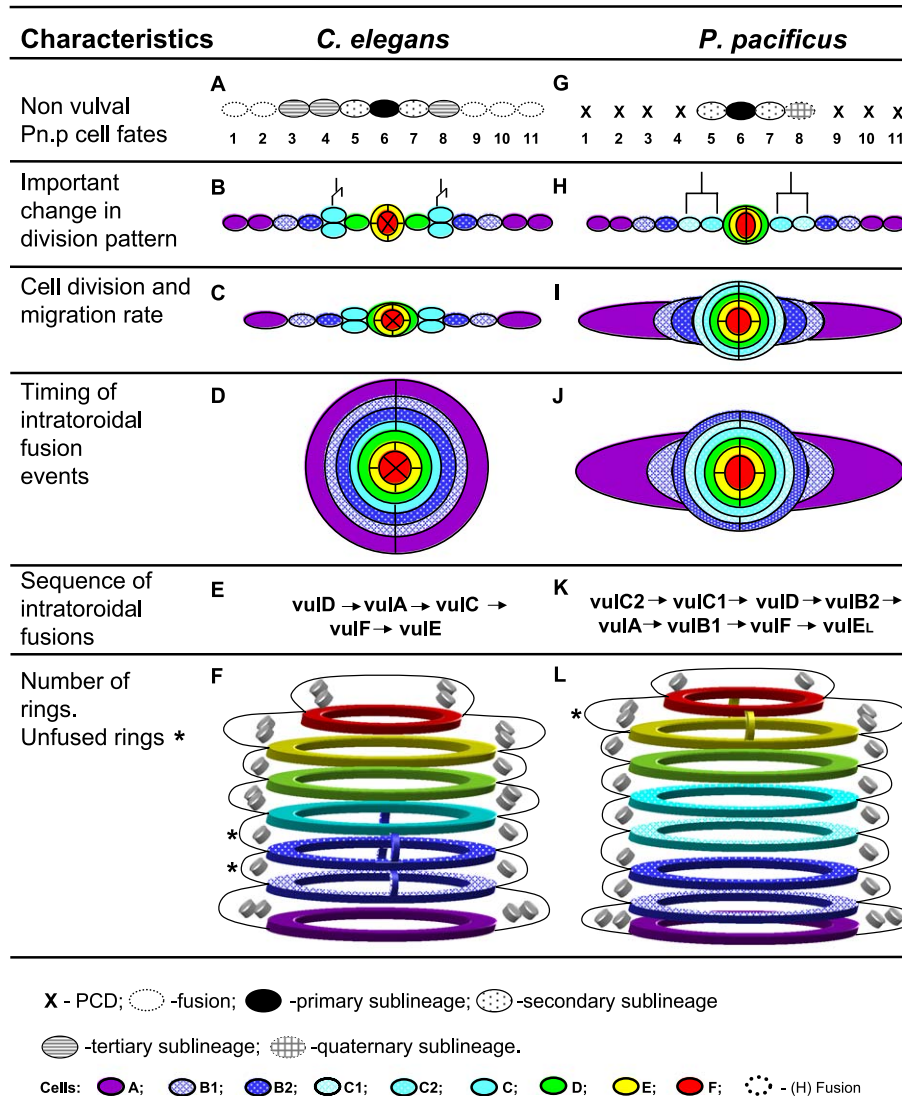 Characteristics C. elegans P. pacificus
A G
Non vulval
Pn.p cell fates
X X X X X X X
1 2 3 4 5 6 7 8 9 10 11 1 2 3 4 5 6 7 8 9 10 11
Important
change in
division pattern
B H
Cell division and
migration rate
C I
Timing of
intratoroidal
fusion
events
D J
Sequence of
intratoroidal
fusions
E
vulD → vulA → vulC →
vulF → vulE
K
vulC2 → vulC1 → vulD → vulB2 →
vulA → vulB1 → vulF → vulEL
Number of
rings.
Unfused rings *
F L
*
*
*
X - PCD; -fusion; -primary sublineage; -secondary sublineage
-tertiary sublineage; -quaternary sublineage.
Cells: A; B1; B2; C1; C2; C; D; E; F; - (H) Fusion